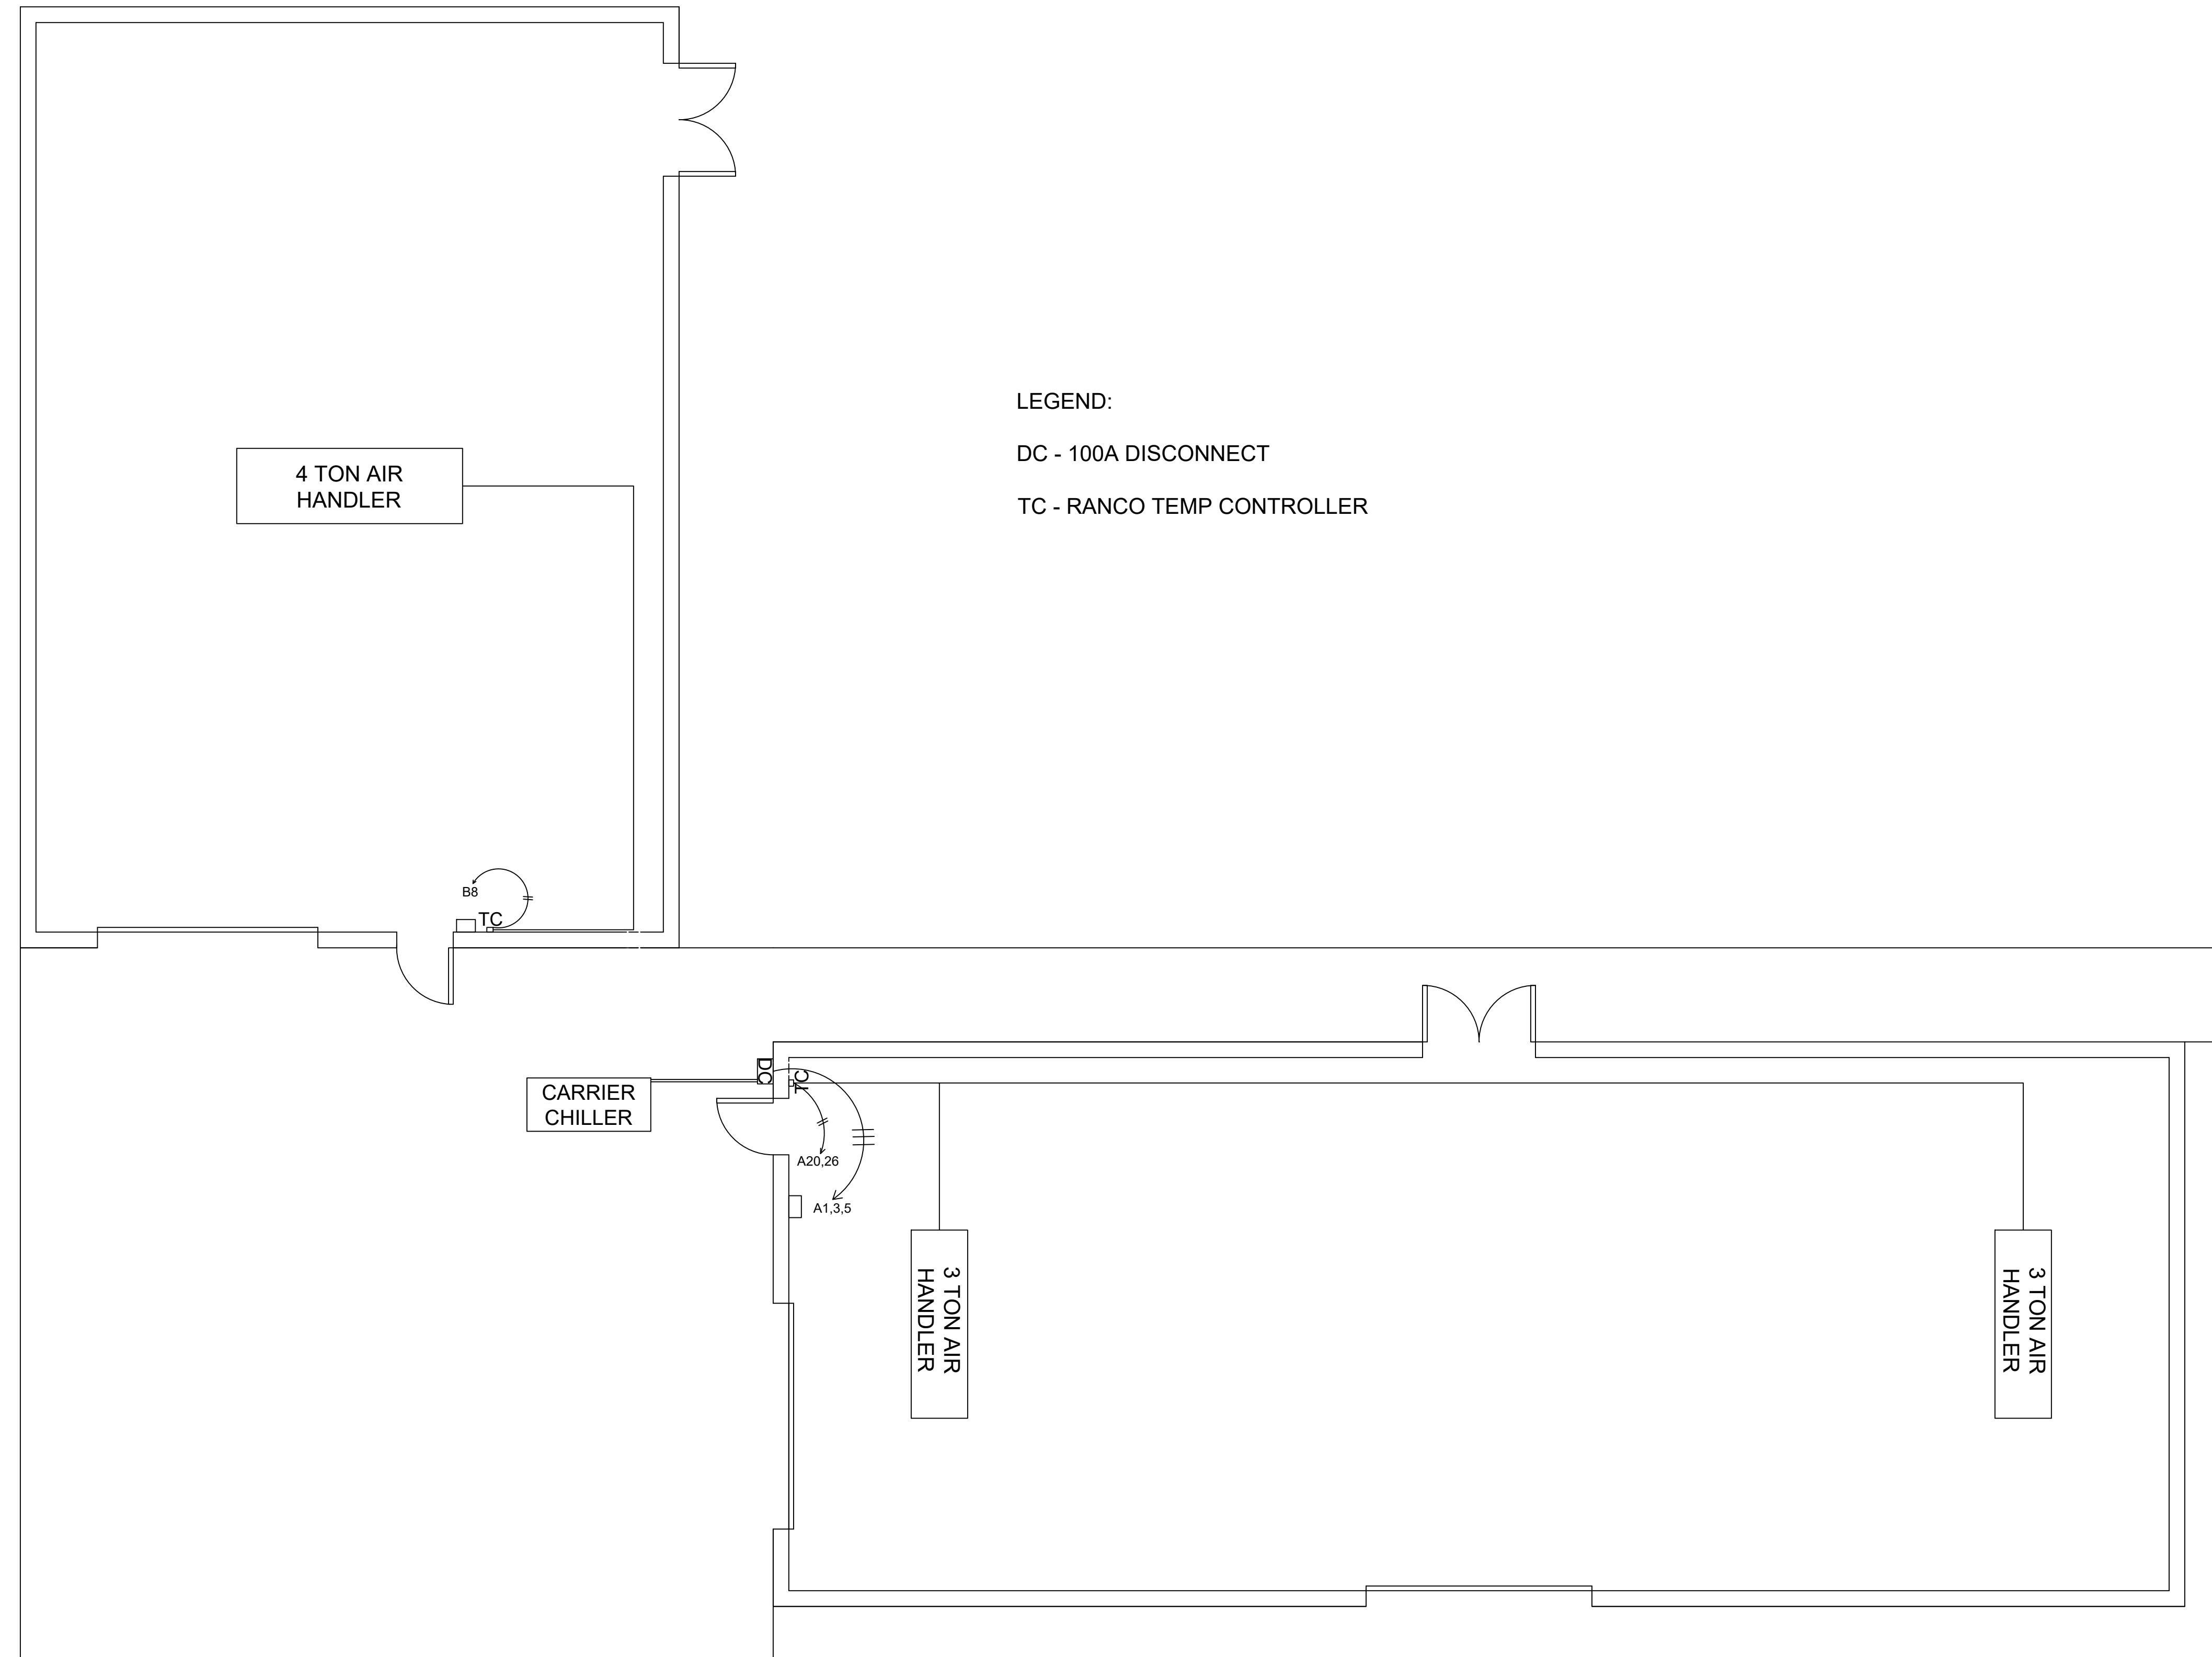 LEGEND:
DC - 100A DISCONNECT
TC - RANCO TEMP CONTROLLER
4 TON AIR
HANDLER
B8
TC
DC
TC
CARRIER
CHILLER
A20,26
A1,3,5
3 TON AIR
HANDLER
3 TON AIR
HANDLER